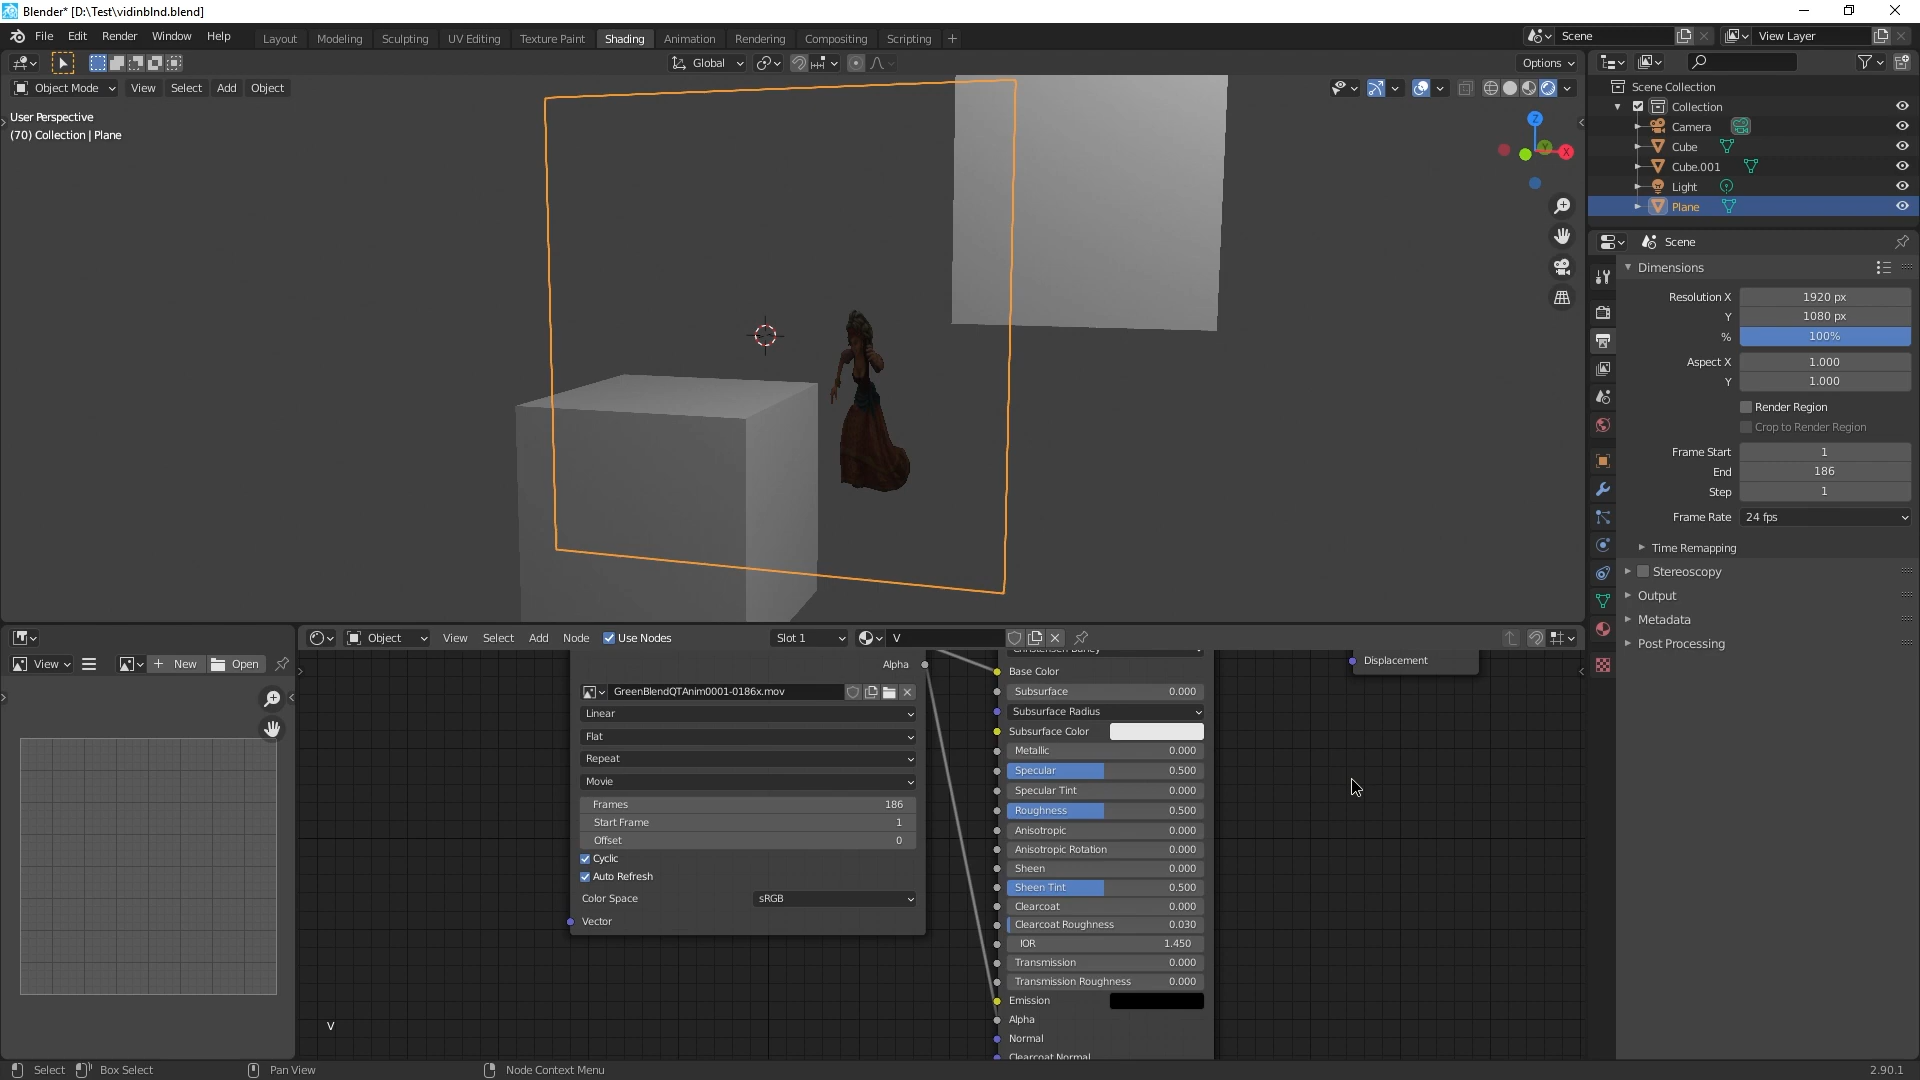 Blender* [D:\Test\vidinblnd.blend]
File Edit Render Window Help
Layout Modeling Sculpting UV Editing Texture Paint Shading Animation Rendering Compositing Scripting +
Scene
View Layer
Global
Options
Object Mode View Select Add Object
User Perspective
(70) Collection | Plane
Z
Y
X
Scene Collection
Collection
Camera
Cube
Cube.001
Light
Plane
Scene
Dimensions
Resolution X 1920 px
Y 1080 px
% 100%
Aspect X 1.000
Y 1.000
Render Region
Crop to Render Region
Frame Start 1
End 186
Step 1
Frame Rate 24 fps
Time Remapping
Stereoscopy
Output
Metadata
Post Processing
View + New Open
Object View Select Add Node Use Nodes Slot 1 V
Alpha
GreenBlendQTAnim0001-0186x.mov
Linear
Flat
Repeat
Movie
Frames 186
Start Frame 1
Offset 0
Cyclic
Auto Refresh
Color Space sRGB
Vector
Christensen-Burley
Base Color
Subsurface 0.000
Subsurface Radius
Subsurface Color
Metallic 0.000
Specular 0.500
Specular Tint 0.000
Roughness 0.500
Anisotropic 0.000
Anisotropic Rotation 0.000
Sheen 0.000
Sheen Tint 0.500
Clearcoat 0.000
Clearcoat Roughness 0.030
IOR 1.450
Transmission 0.000
Transmission Roughness 0.000
Emission
Alpha
Normal
Clearcoat Normal
Displacement
V
Select Box Select Pan View Node Context Menu 2.90.1